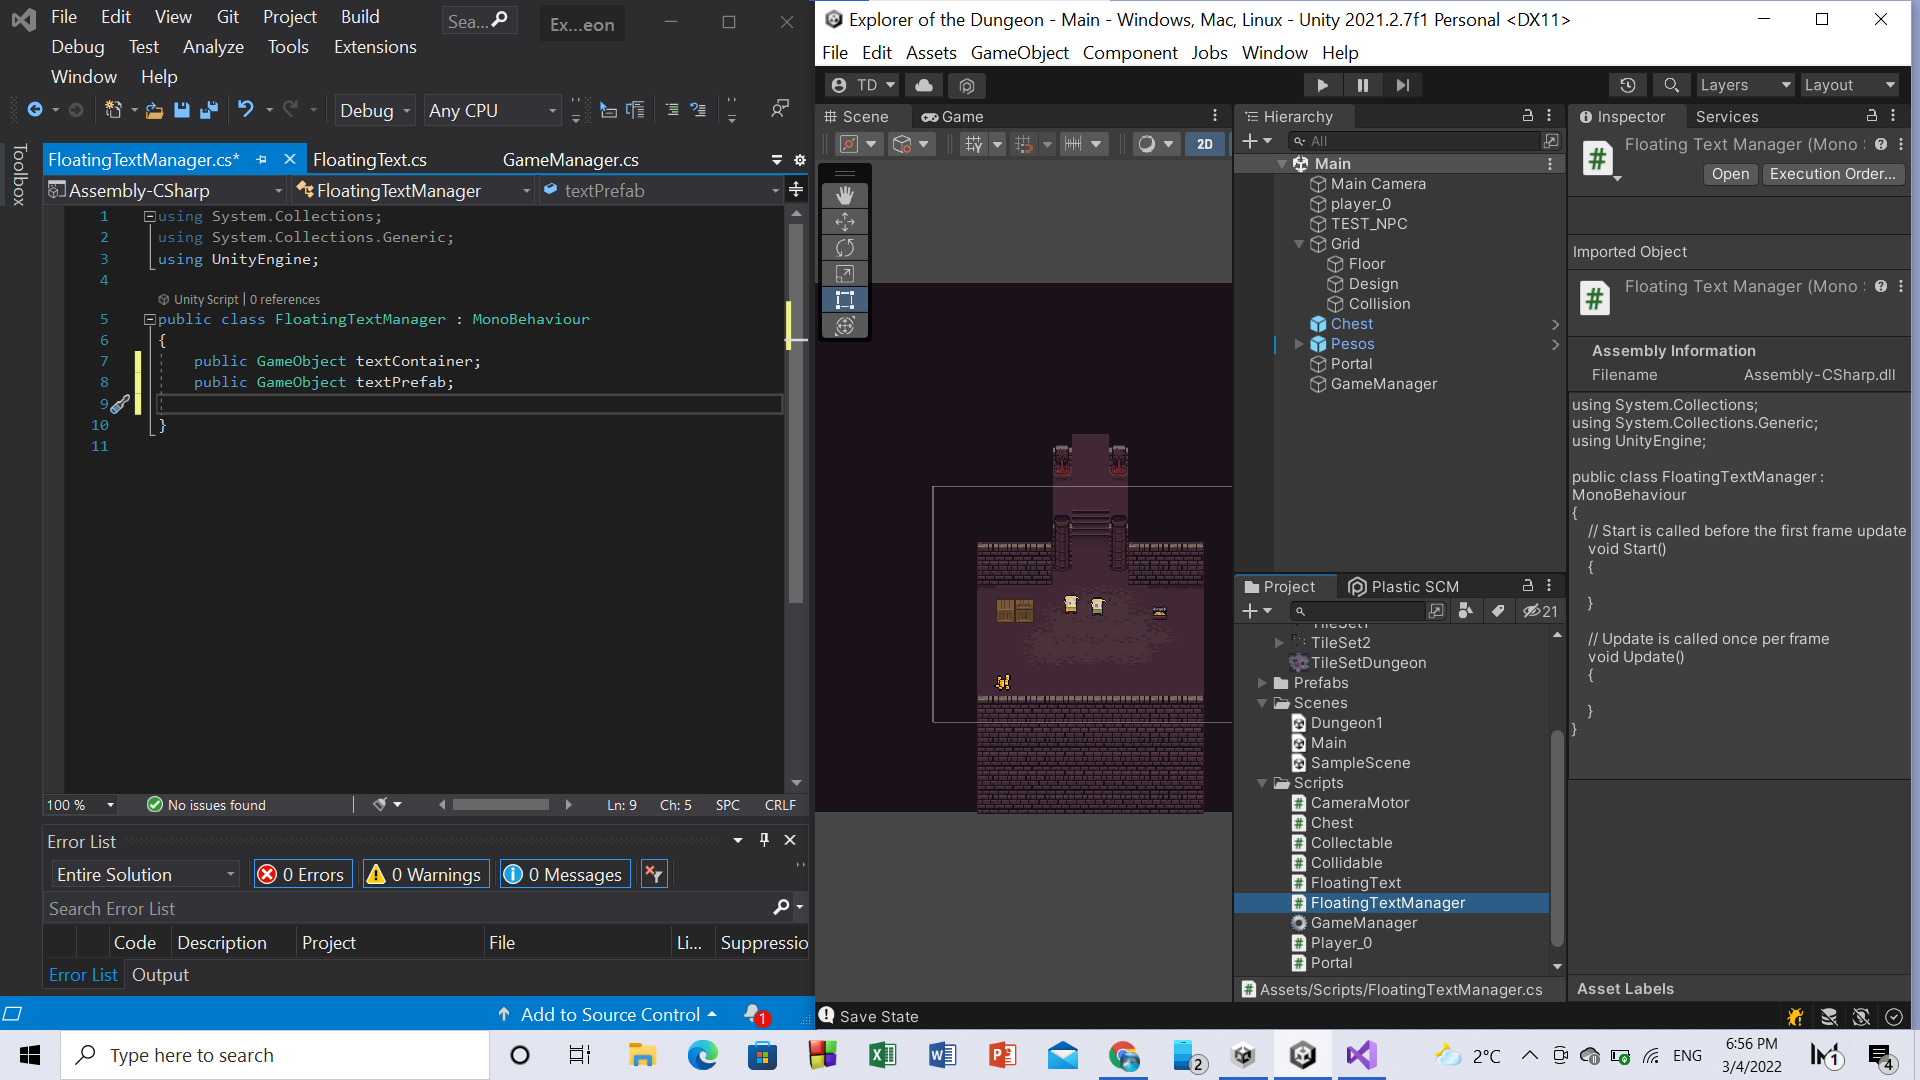 File Edit View Git Project Build
Debug Test Analyze Tools Extensions
Window Help
Sea...
Ex...eon
Debug
Any CPU
Toolbox
FloatingTextManager.cs*
FloatingText.cs
GameManager.cs
Assembly-CSharp
FloatingTextManager
textPrefab
1 using System.Collections;
2 using System.Collections.Generic;
3 using UnityEngine;
4
Unity Script | 0 references
5 public class FloatingTextManager : MonoBehaviour
6 {
7 public GameObject textContainer;
8 public GameObject textPrefab;
9
10 }
11
100 %
No issues found
Ln: 9 Ch: 5 SPC CRLF
Error List
Entire Solution
0 Errors
0 Warnings
0 Messages
Search Error List
Code Description Project File Li... Suppressio
Error List Output
Add to Source Control
1
Explorer of the Dungeon - Main - Windows, Mac, Linux - Unity 2021.2.7f1 Personal <DX11>
File Edit Assets GameObject Component Jobs Window Help
TD
Layers
Layout
Scene
Game
2D
Hierarchy
All
Main
Main Camera
player_0
TEST_NPC
Grid
Floor
Design
Collision
Chest
Pesos
Portal
GameManager
Project
Plastic SCM
21
TileSet1
TileSet2
TileSetDungeon
Prefabs
Scenes
Dungeon1
Main
SampleScene
Scripts
CameraMotor
Chest
Collectable
Collidable
FloatingText
FloatingTextManager
GameManager
Player_0
Portal
Assets/Scripts/FloatingTextManager.cs
Inspector
Services
Floating Text Manager (Mono
Open
Execution Order...
Imported Object
Floating Text Manager (Mono
Assembly Information
Filename Assembly-CSharp.dll
using System.Collections;
using System.Collections.Generic;
using UnityEngine;
public class FloatingTextManager :
MonoBehaviour
{
// Start is called before the first frame update
void Start()
{
}
// Update is called once per frame
void Update()
{
}
}
Asset Labels
Save State
Type here to search
2
2°C
ENG
6:56 PM
3/4/2022
1
4